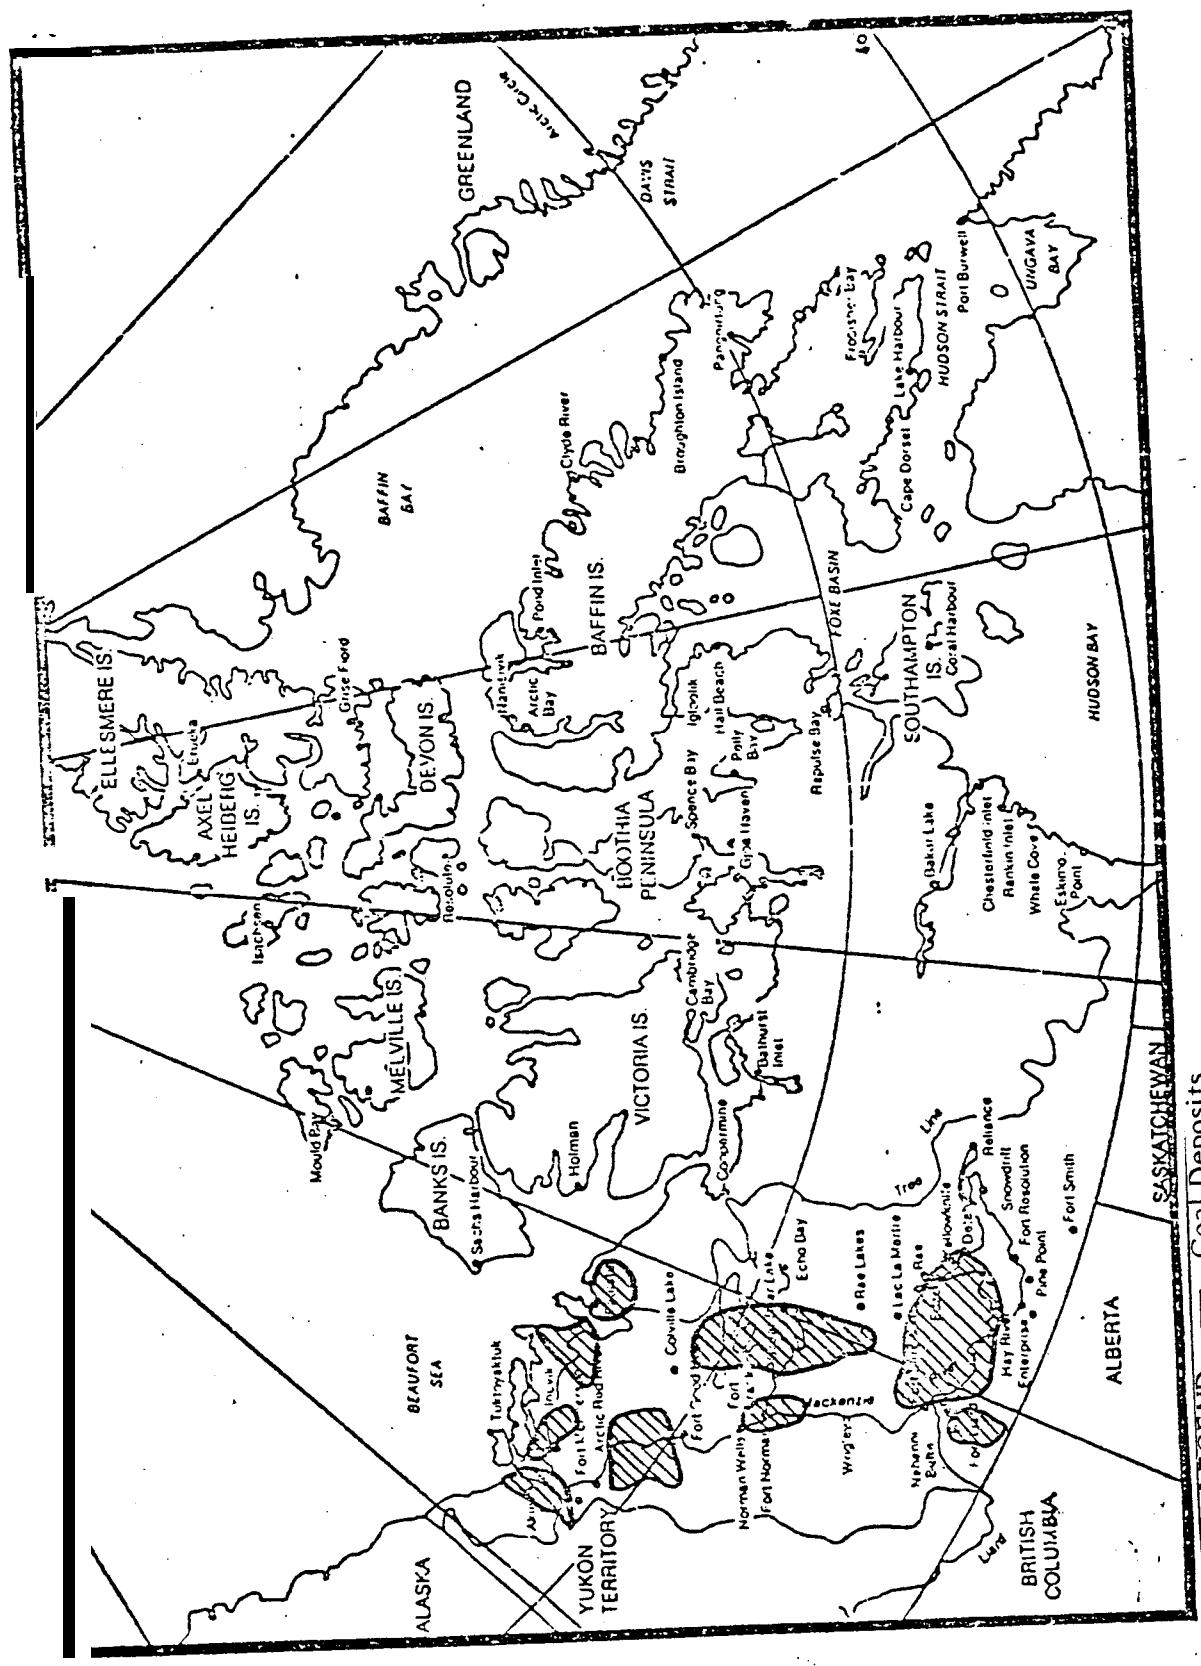 GREENLAND
ARCTIC CIRCLE
60
DAVIS
STRAIT
BAFFIN
BAY
ELLESMERE IS.
Eureka
AXEL
HEIBERG
IS.
Grise Fiord
DEVON IS.
Resolute
Isachsen
MELVILLE IS.
Mould Bay
BANKS IS.
Sachs Harbour
Holman
VICTORIA IS.
Cambridge
Bay
Bathurst
Inlet
Coppermine
BEAUFORT
SEA
ALASKA
YUKON
TERRITORY
Nanisivik
Arctic
Bay
Pond Inlet
BAFFIN IS.
Clyde River
Broughton Island
Pangnirtung
Frobisher Bay
Lake Harbour
Cape Dorset
HUDSON STRAIT
Port Burwell
UNGAVA
BAY
FOXE BASIN
Igloolik
Hall Beach
BOOTHIA
PENINSULA
Spence Bay
Pelly
Bay
Gjoa Haven
Repulse Bay
SOUTHAMPTON
IS.
Coral Harbour
HUDSON BAY
Baker Lake
Chesterfield Inlet
Rankin Inlet
Whale Cove
Eskimo
Point
Tuktoyaktuk
Inuvik
Arctic Red River
Colville Lake
Fort
Norman Wells
Fort Norman
Mackenzie
Wrigley
Echo Bay
Rae Lakes
Lac La Martre
Rae
Yellowknife
Detah
Tree
Line
Reliance
Snowdrift
Fort Resolution
Pine Point
Fort Smith
Hay River
Enterprise
Nahanni
Butte
Liard
BRITISH
COLUMBIA
ALBERTA
SASKATCHEWAN
Coal Deposits